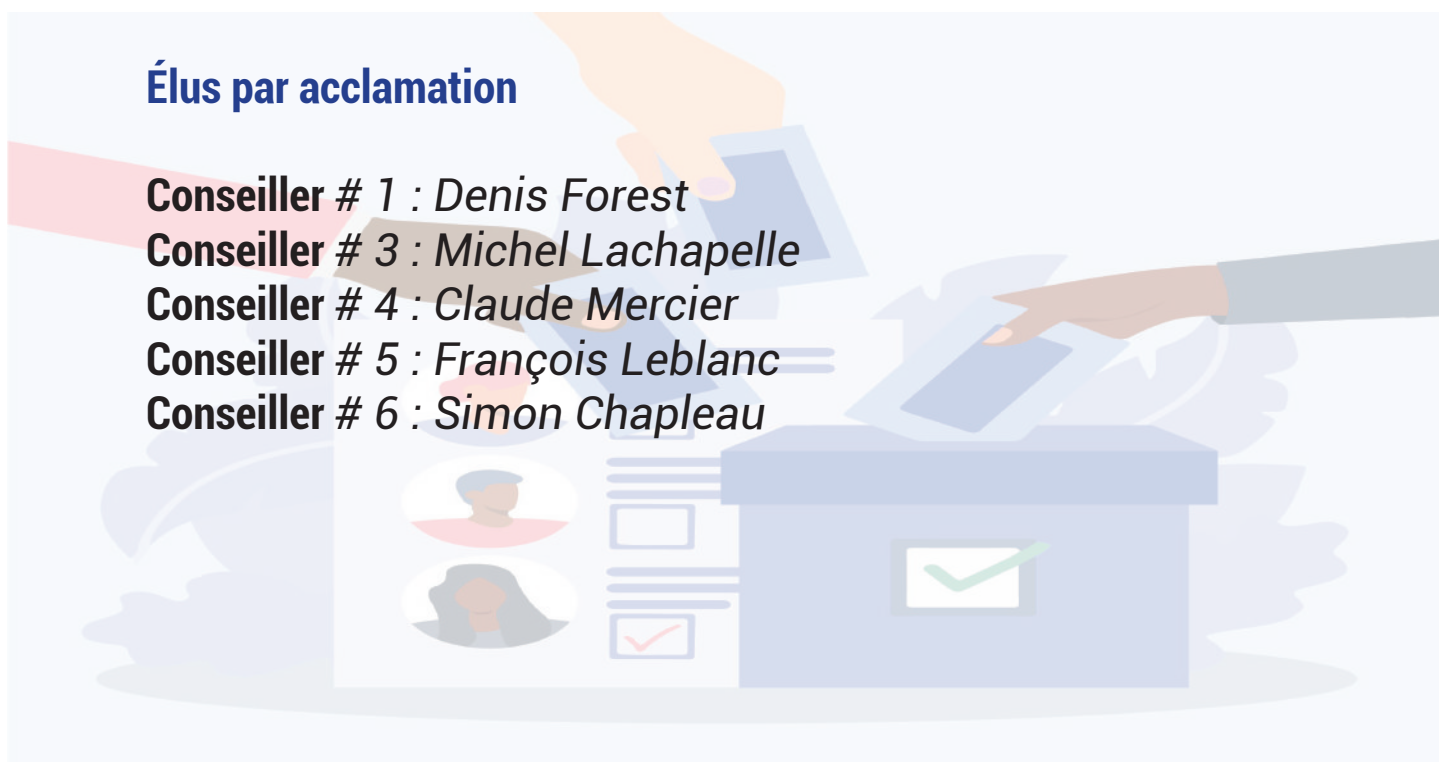 Élus par acclamation
Conseiller # 1 : Denis Forest
Conseiller # 3 : Michel Lachapelle
Conseiller # 4 : Claude Mercier
Conseiller # 5 : François Leblanc
Conseiller # 6 : Simon Chapleau